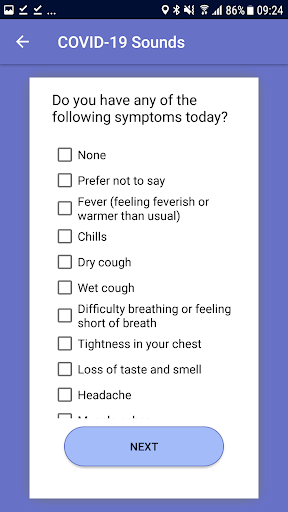 86% 09:24
COVID-19 Sounds
Do you have any of the
following symptoms today?
None
Prefer not to say
Fever (feeling feverish or
warmer than usual)
Chills
Dry cough
Wet cough
Difficulty breathing or feeling
short of breath
Tightness in your chest
Loss of taste and smell
Headache
NEXT